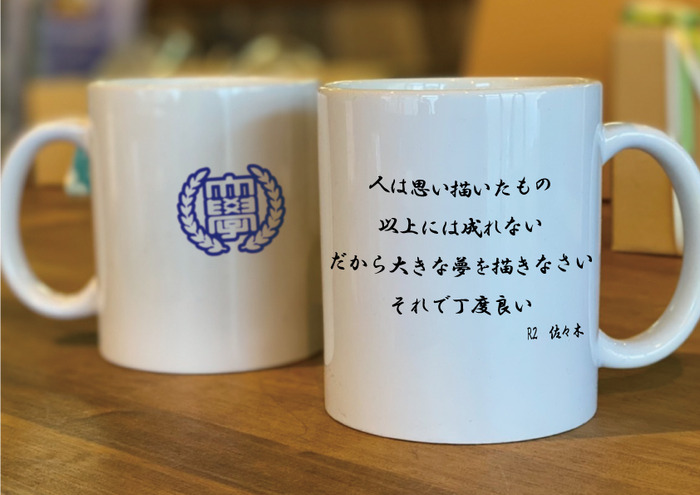 大學
人は思い描いたもの
以上には成れない
だから大きな夢を描きなさい
それで丁度良い
R2 佐々木